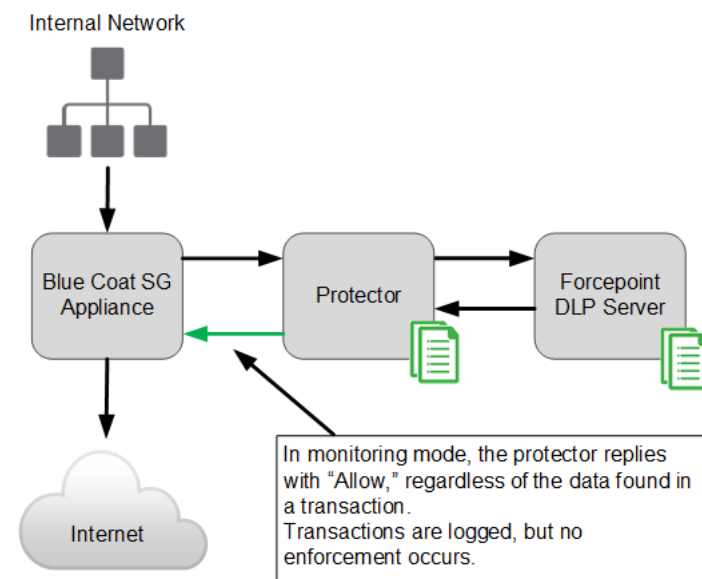 Internal Network
Blue Coat SG
Appliance
Protector
Forcepoint
DLP Server
In monitoring mode, the protector replies
with “Allow,” regardless of the data found in
a transaction.
Transactions are logged, but no
enforcement occurs.
Internet